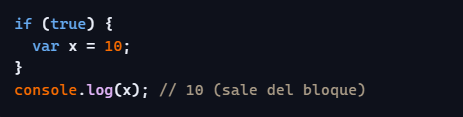 if (true) {
  var x = 10;
}
console.log(x); // 10 (sale del bloque)